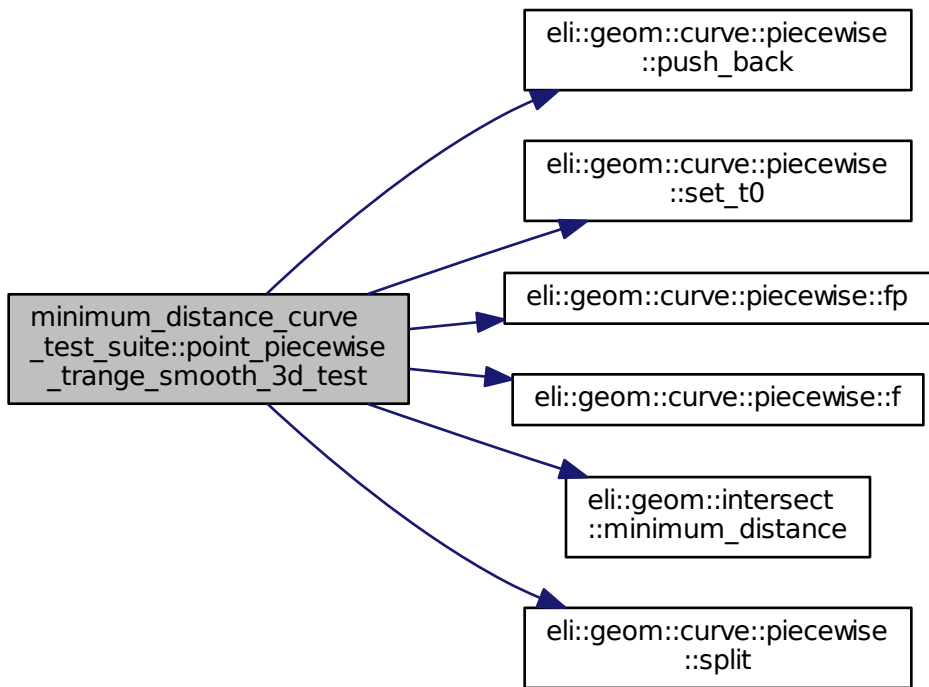 eli::geom::curve::piecewise
::push_back
eli::geom::curve::piecewise
::set_t0
eli::geom::curve::piecewise::fp
minimum_distance_curve
_test_suite::point_piecewise
_trange_smooth_3d_test
eli::geom::curve::piecewise::f
eli::geom::intersect
::minimum_distance
eli::geom::curve::piecewise
::split